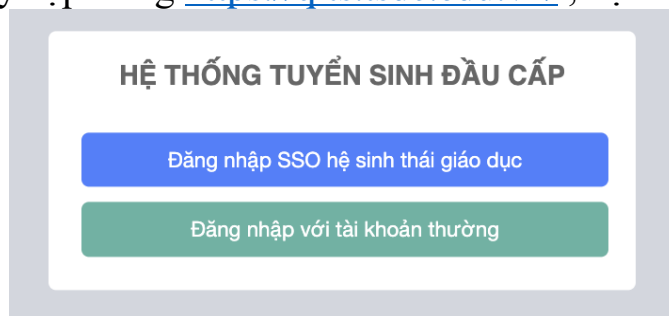 HỆ THỐNG TUYỂN SINH ĐẦU CẤP
Đăng nhập SSO hệ sinh thái giáo dục
Đăng nhập với tài khoản thường